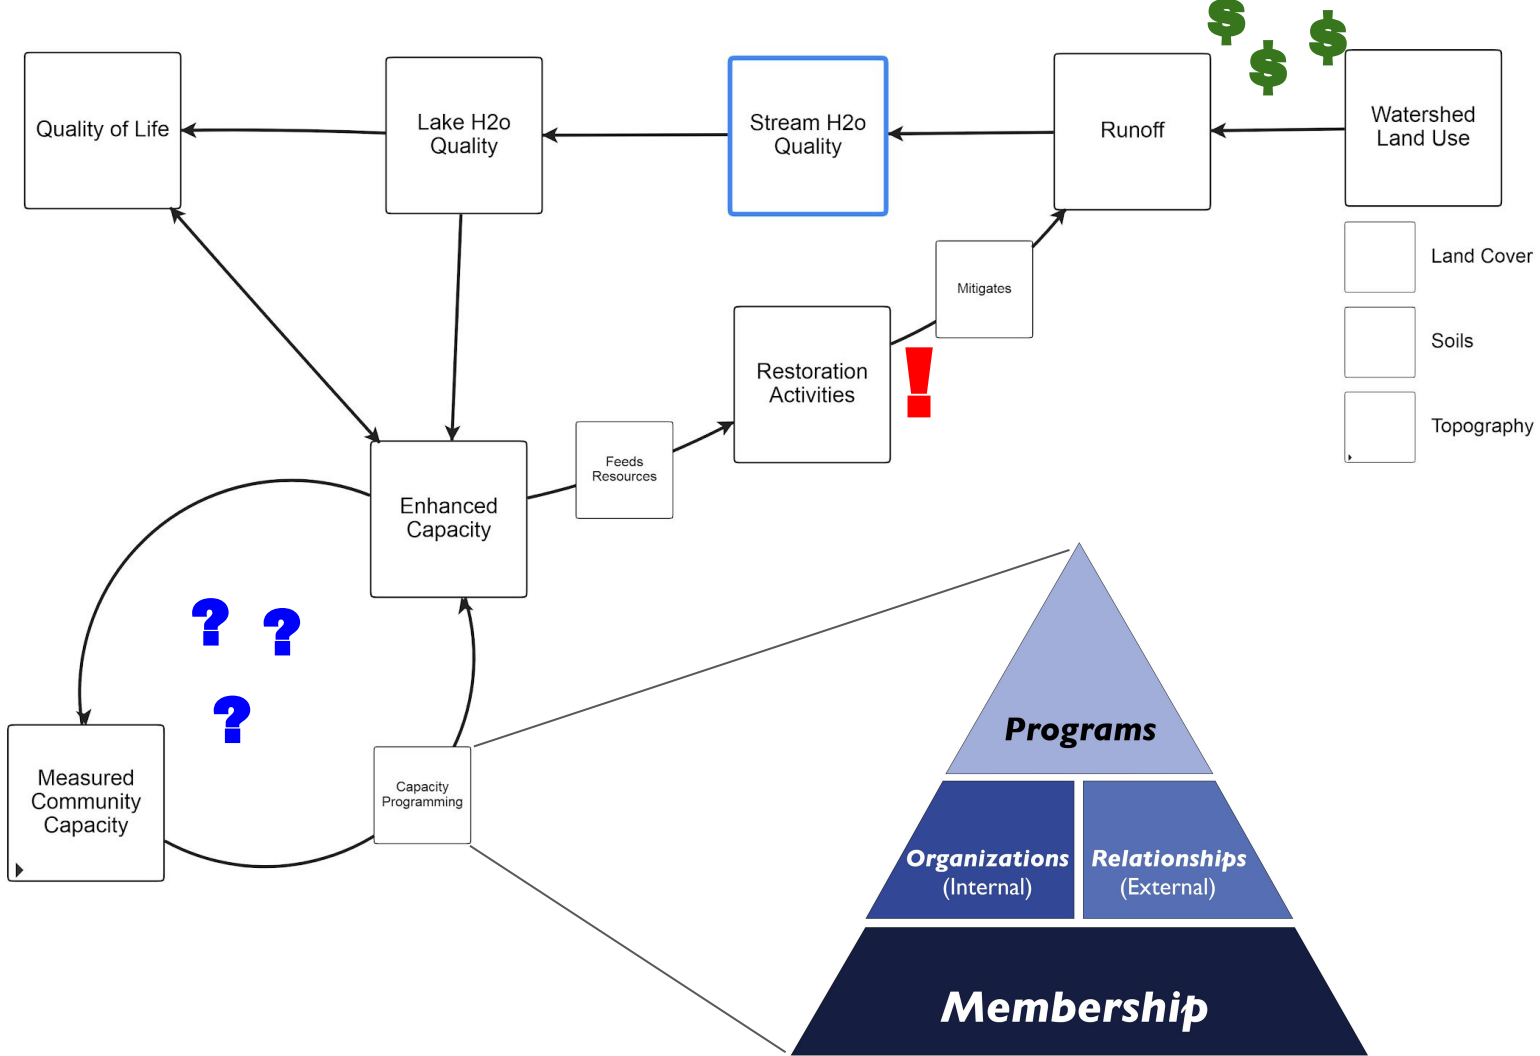 $
$
$
Quality of Life
Lake H2o
Quality
Stream H2o
Quality
Runoff
Watershed
Land Use
Land Cover
Soils
Topography
Mitigates
!
Restoration
Activities
Feeds
Resources
Enhanced
Capacity
?
?
?
Measured
Community
Capacity
Capacity
Programming
Programs
Organizations
(Internal)
Relationships
(External)
Membership